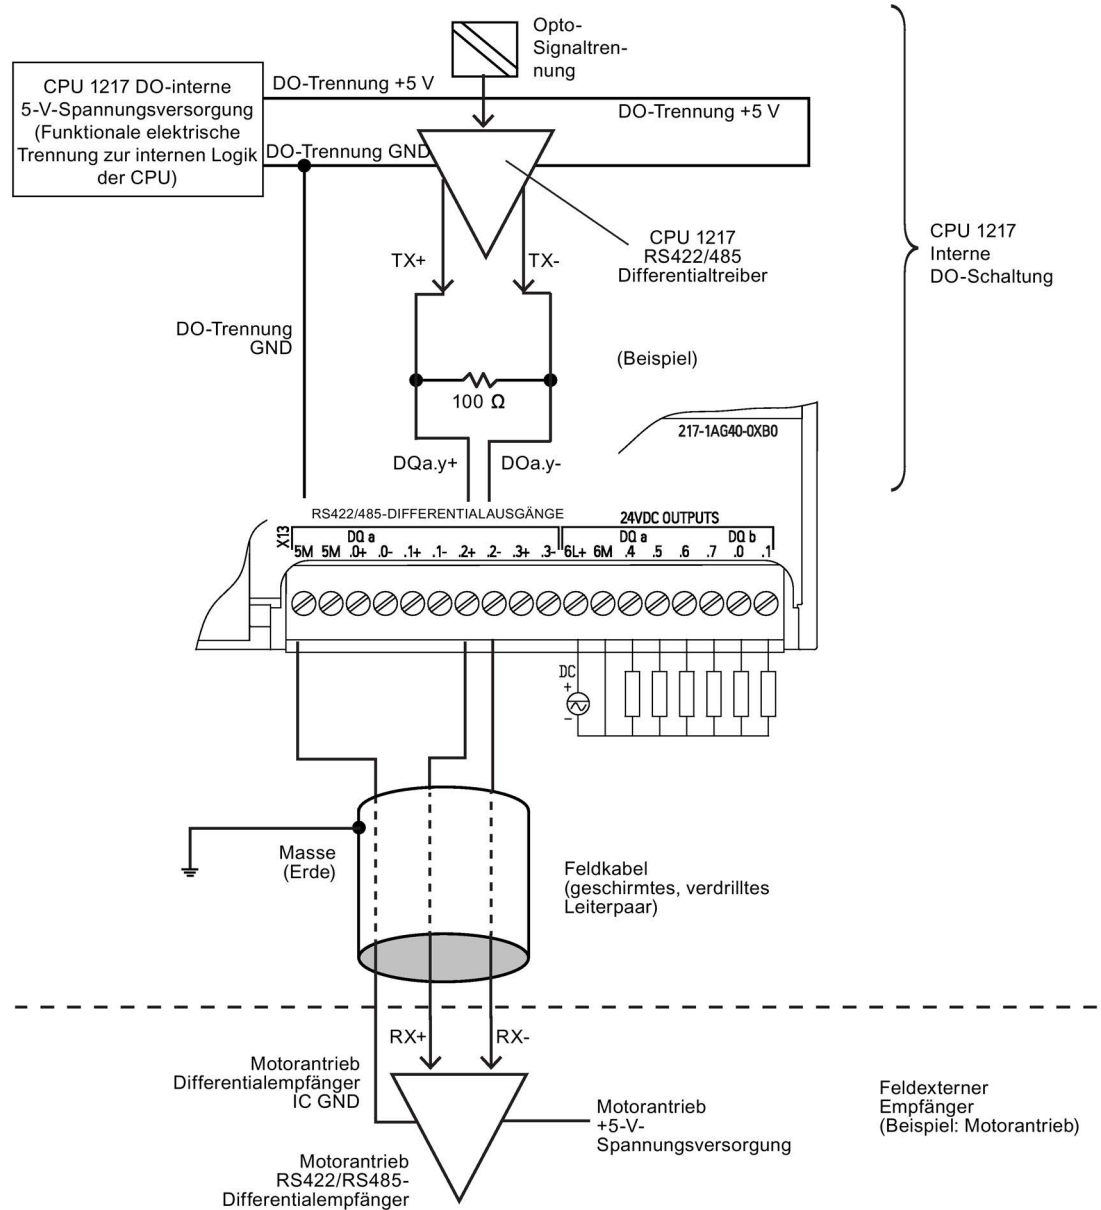 Opto-
Signaltren-
nung
CPU 1217 DO-interne
5-V-Spannungsversorgung
(Funktionale elektrische
Trennung zur internen Logik
der CPU)
DO-Trennung +5 V
DO-Trennung +5 V
DO-Trennung GND
CPU 1217
RS422/485
Differentialtreiber
CPU 1217
Interne
DO-Schaltung
TX+
TX-
DO-Trennung
GND
(Beispiel)
100 Ω
217-1AG40-0XB0
DQa.y+
DOa.y-
RS422/485-DIFFERENTIALAUSGÄNGE
24VDC OUTPUTS
X13
DQ a
DQ a
DQ b
5M 5M .0+ .0- .1+ .1- .2+ .2- .3+ .3- 6L+ 6M .4 .5 .6 .7 .0 .1
DC
+
–
Masse
(Erde)
Feldkabel
(geschirmtes, verdrilltes
Leiterpaar)
RX+
RX-
Motorantrieb
Differentialempfänger
IC GND
Motorantrieb
+5-V-
Spannungsversorgung
Feldexterner
Empfänger
(Beispiel: Motorantrieb)
Motorantrieb
RS422/RS485-
Differentialempfänger